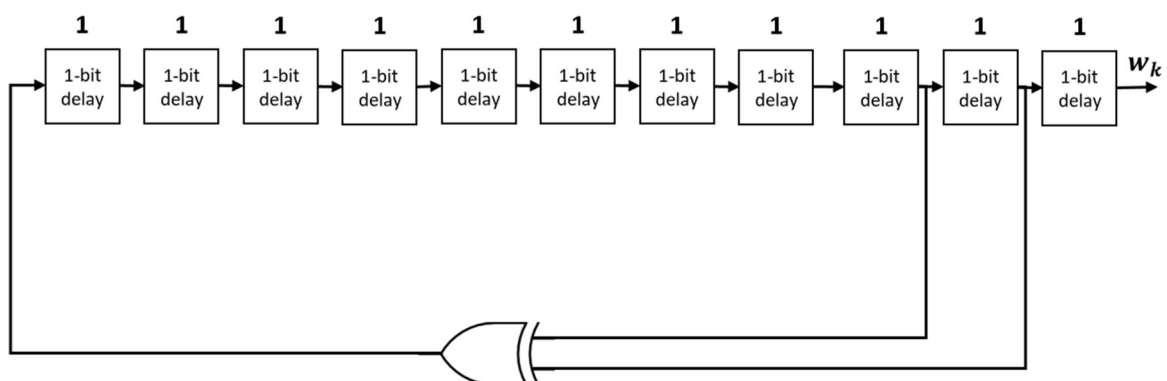 1 1 1 1 1 1 1 1 1 1 1
1-bit 1-bit 1-bit 1-bit 1-bit 1-bit 1-bit 1-bit 1-bit 1-bit 1-bit wₖ
delay delay delay delay delay delay delay delay delay delay delay